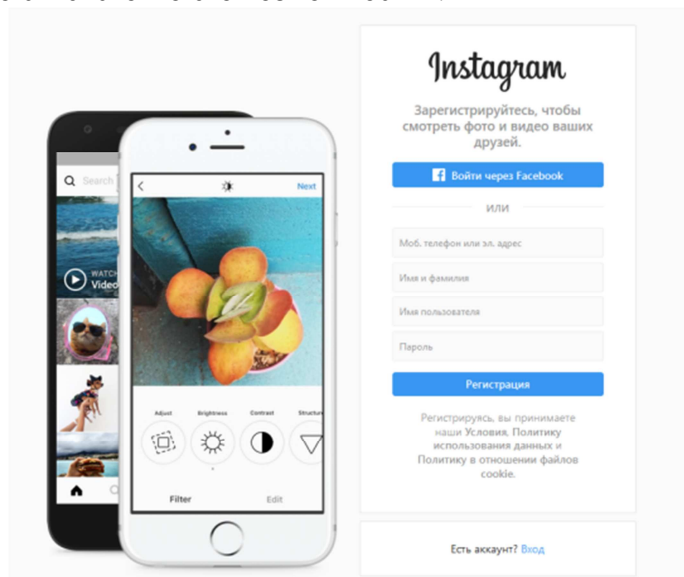 Instagram
Зарегистрируйтесь, чтобы
смотреть фото и видео ваших
друзей.
Войти через Facebook
ИЛИ
Моб. телефон или эл. адрес
Имя и фамилия
Имя пользователя
Пароль
Регистрация
Регистрируясь, вы принимаете
наши Условия, Политику
использования данных и
Политику в отношении файлов
cookie.
Есть аккаунт? Вход
Search
WATCH
Video
Next
Adjust
Brightness
Contrast
Structure
Filter
Edit